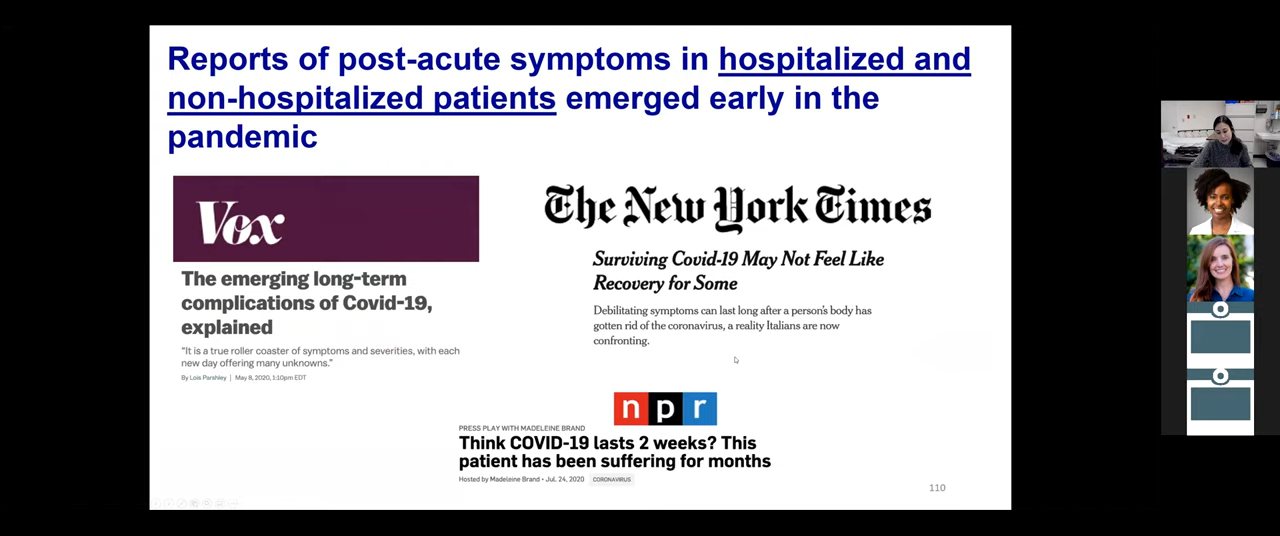 Reports of post-acute symptoms in hospitalized and
non-hospitalized patients emerged early in the
pandemic
Vox
The emerging long-term
complications of Covid-19,
explained
“It is a true roller coaster of symptoms and severities, with each
new day offering many unknowns.”
By Lois Parshley | May 8, 2020, 1:10pm EDT
The New York Times
Surviving Covid-19 May Not Feel Like
Recovery for Some
Debilitating symptoms can last long after a person's body has
gotten rid of the coronavirus, a reality Italians are now
confronting.
npr
PRESS PLAY WITH MADELEINE BRAND
Think COVID-19 lasts 2 weeks? This
patient has been suffering for months
Hosted by Madeleine Brand • Jul. 24, 2020 CORONAVIRUS
110